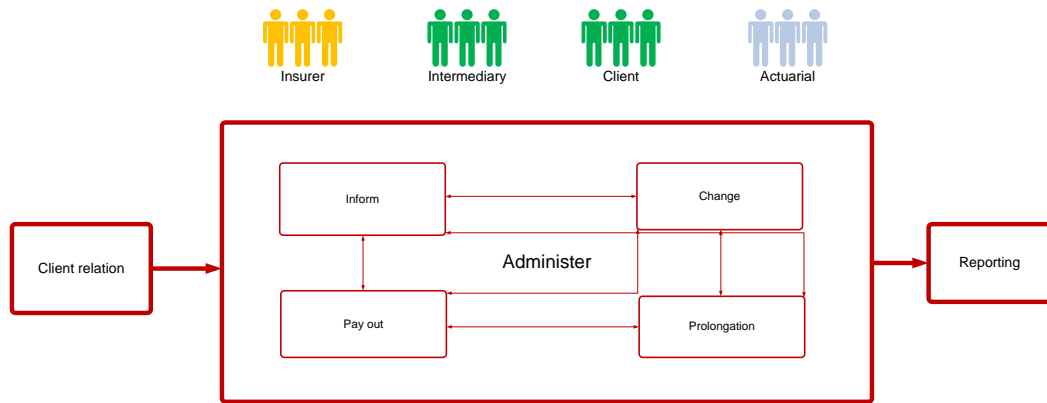 Insurer
Intermediary
Client
Actuarial
Inform
Change
Client relation
Administer
Reporting
Pay out
Prolongation